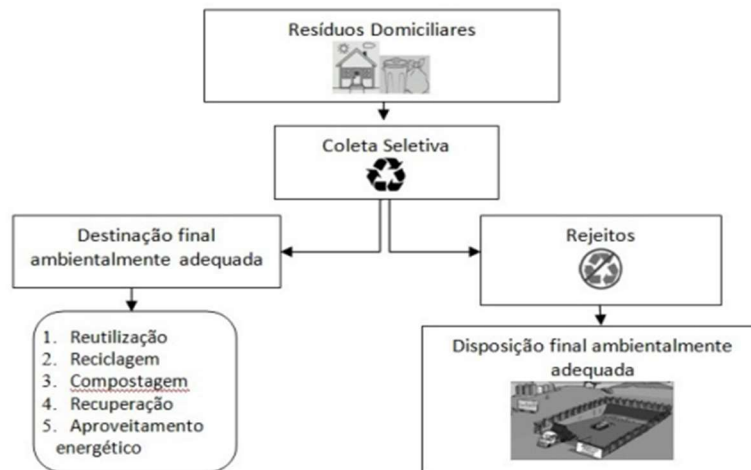 Resíduos Domiciliares
Coleta Seletiva
Destinação final
ambientalmente adequada
Rejeitos
1. Reutilização
2. Reciclagem
3. Compostagem
4. Recuperação
5. Aproveitamento
energético
Disposição final ambientalmente
adequada